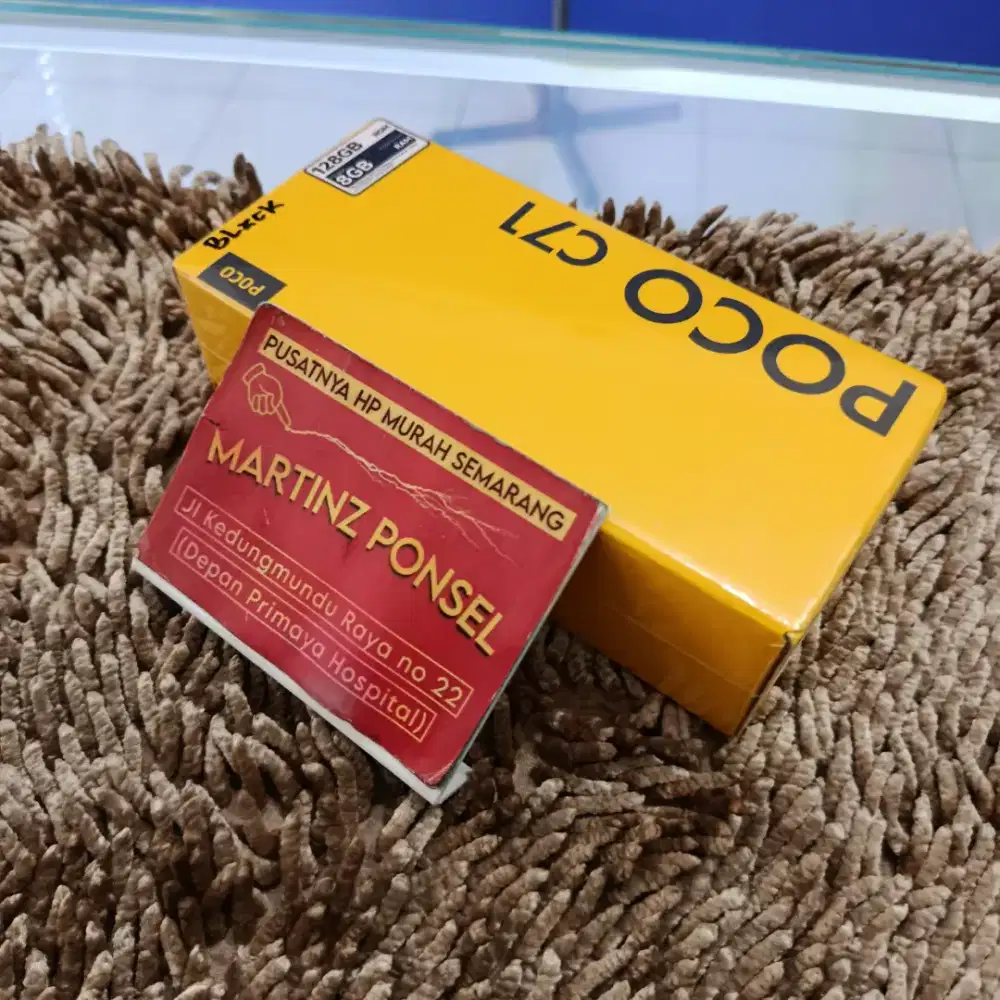 128GB
8GB RAM
BLACK
POCO
POCO C71
PUSATNYA HP MURAH SEMARANG
MARTINZ PONSEL
Jl Kedungmundu Raya no 22
(Depan Primaya Hospital)